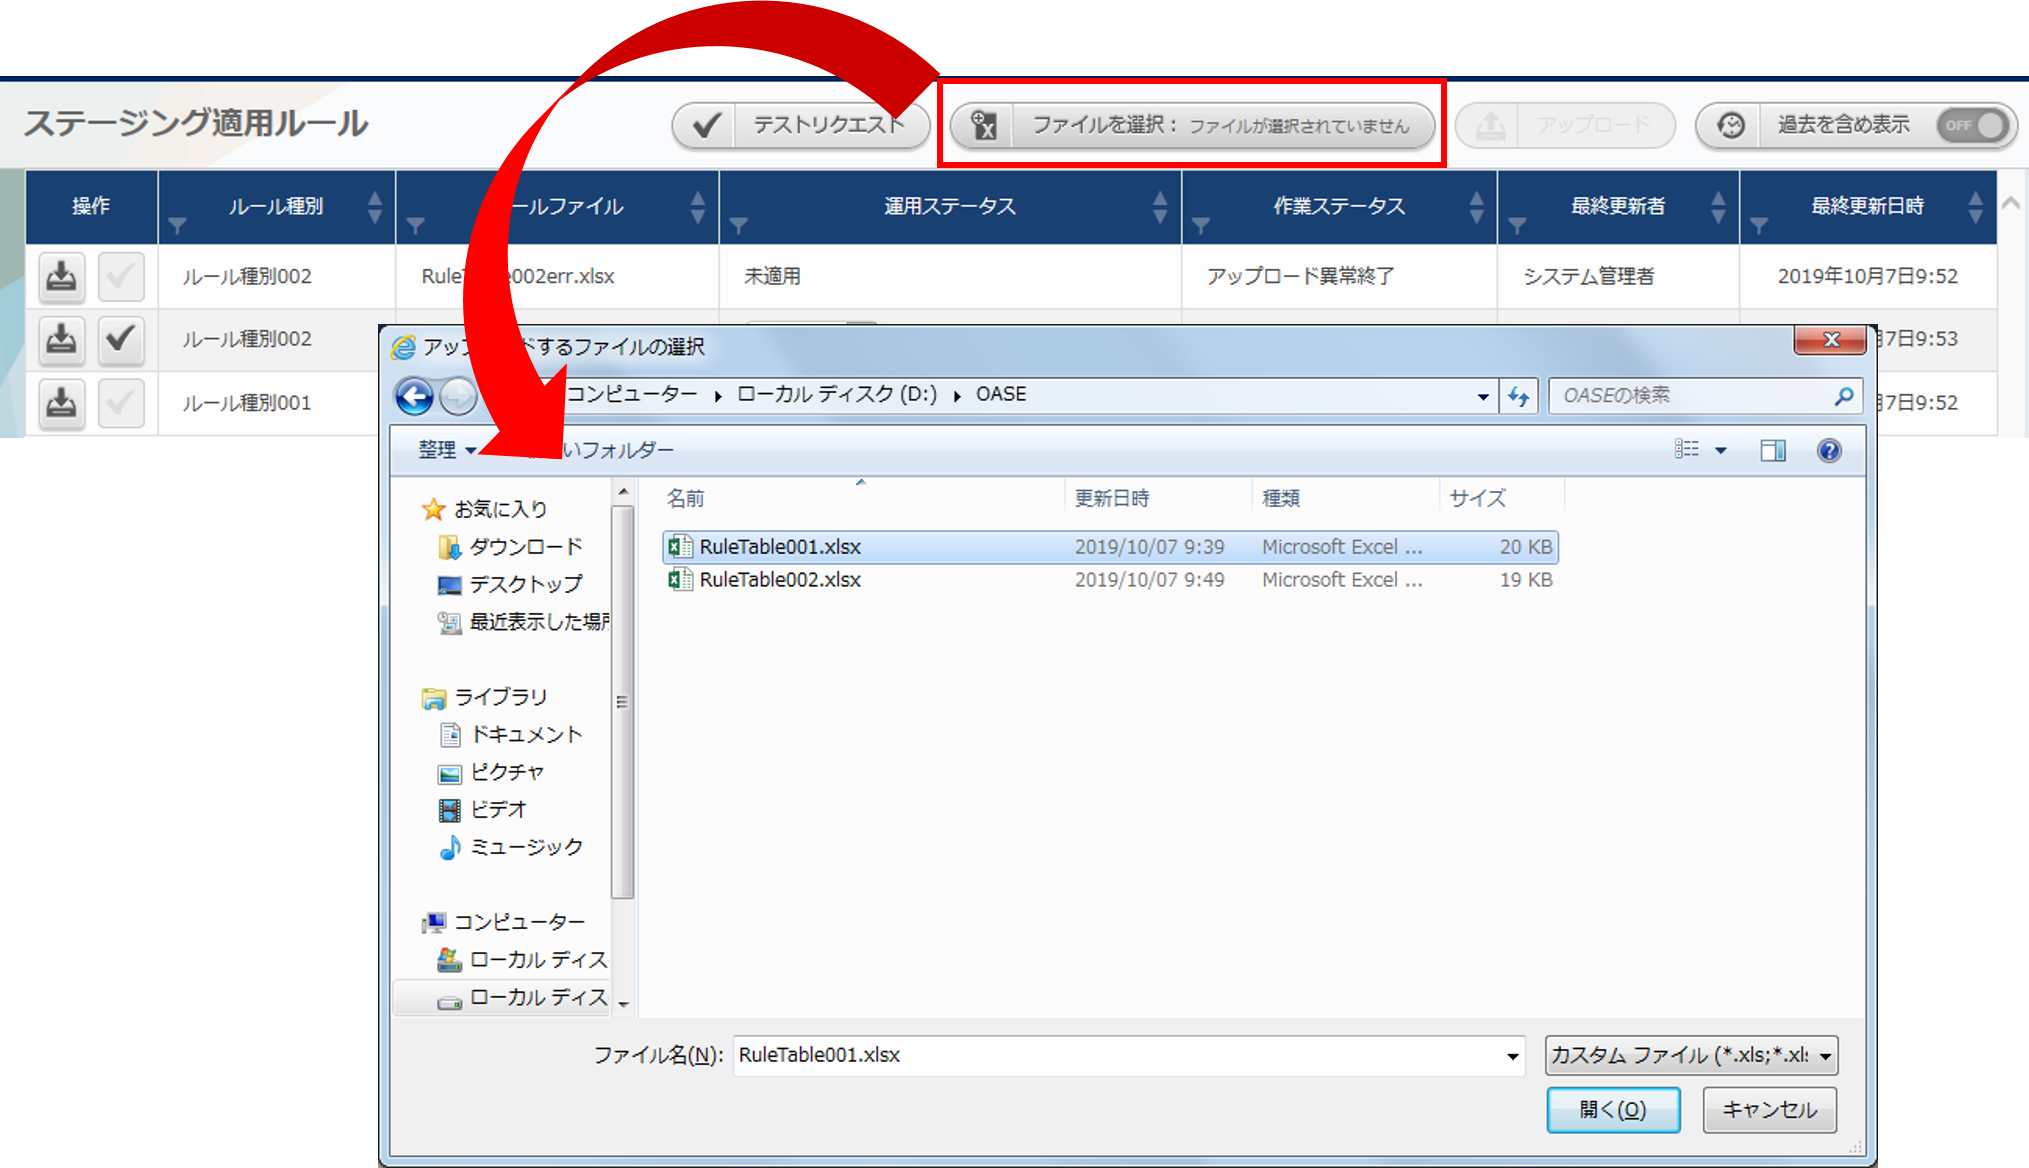 ステージング適用ルール
テストリクエスト
ファイルを選択： ファイルが選択されていません
アップロード
過去を含め表示 OFF
操作 ルール種別 ールファイル 運用ステータス 作業ステータス 最終更新者 最終更新日時
ルール種別002 Rule e002err.xlsx 未適用 アップロード異常終了 システム管理者 2019年10月7日9:52
ルール種別002 7日9:53
ルール種別001 7日9:52
アッ ドするファイルの選択
コンピューター ▸ ローカル ディスク (D:) ▸ OASE
OASEの検索
整理 いフォルダー
お気に入り
ダウンロード
デスクトップ
最近表示した場所
ライブラリ
ドキュメント
ピクチャ
ビデオ
ミュージック
コンピューター
ローカル ディス
ローカル ディス
名前 更新日時 種類 サイズ
RuleTable001.xlsx 2019/10/07 9:39 Microsoft Excel ... 20 KB
RuleTable002.xlsx 2019/10/07 9:49 Microsoft Excel ... 19 KB
ファイル名(N): RuleTable001.xlsx
カスタム ファイル (*.xls;*.xl
開く(O)
キャンセル